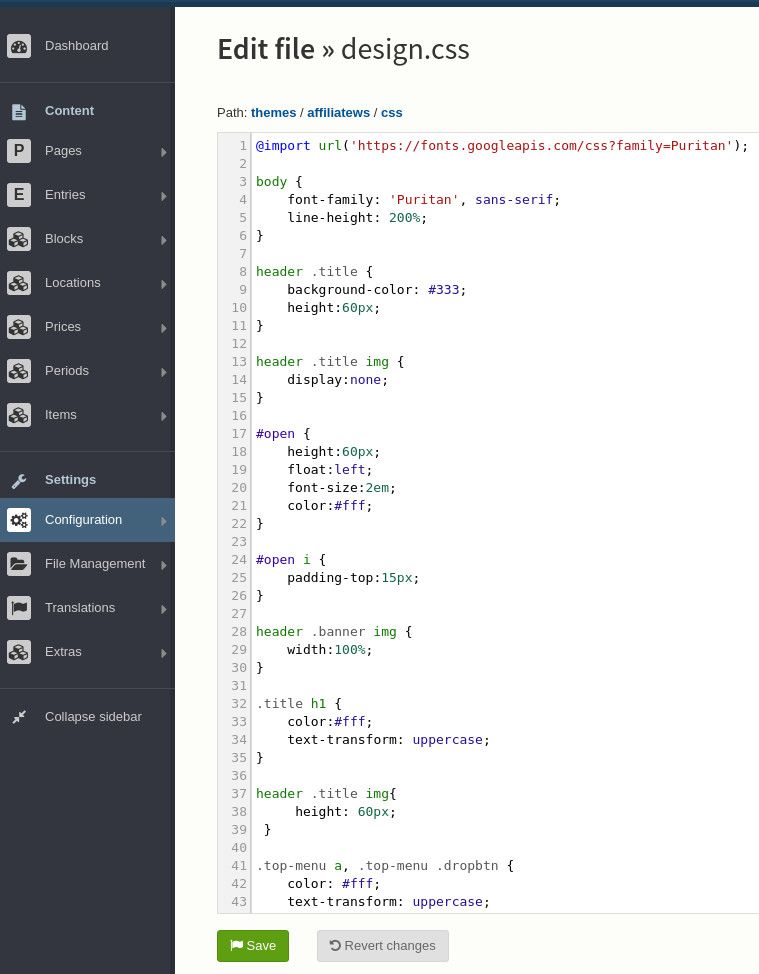 Dashboard
Content
P Pages
E Entries
Blocks
Locations
Prices
Periods
Items
Settings
Configuration
File Management
Translations
Extras
Collapse sidebar
Edit file » design.css
Path: themes / affiliatews / css
1 @import url('https://fonts.googleapis.com/css?family=Puritan');
2
3 body {
4     font-family: 'Puritan', sans-serif;
5     line-height: 200%;
6 }
7
8 header .title {
9     background-color: #333;
10     height:60px;
11 }
12
13 header .title img {
14     display:none;
15 }
16
17 #open {
18     height:60px;
19     float:left;
20     font-size:2em;
21     color:#fff;
22 }
23
24 #open i {
25     padding-top:15px;
26 }
27
28 header .banner img {
29     width:100%;
30 }
31
32 .title h1 {
33     color:#fff;
34     text-transform: uppercase;
35 }
36
37 header .title img{
38      height: 60px;
39  }
40
41 .top-menu a, .top-menu .dropbtn {
42     color: #fff;
43     text-transform: uppercase;
Save
Revert changes